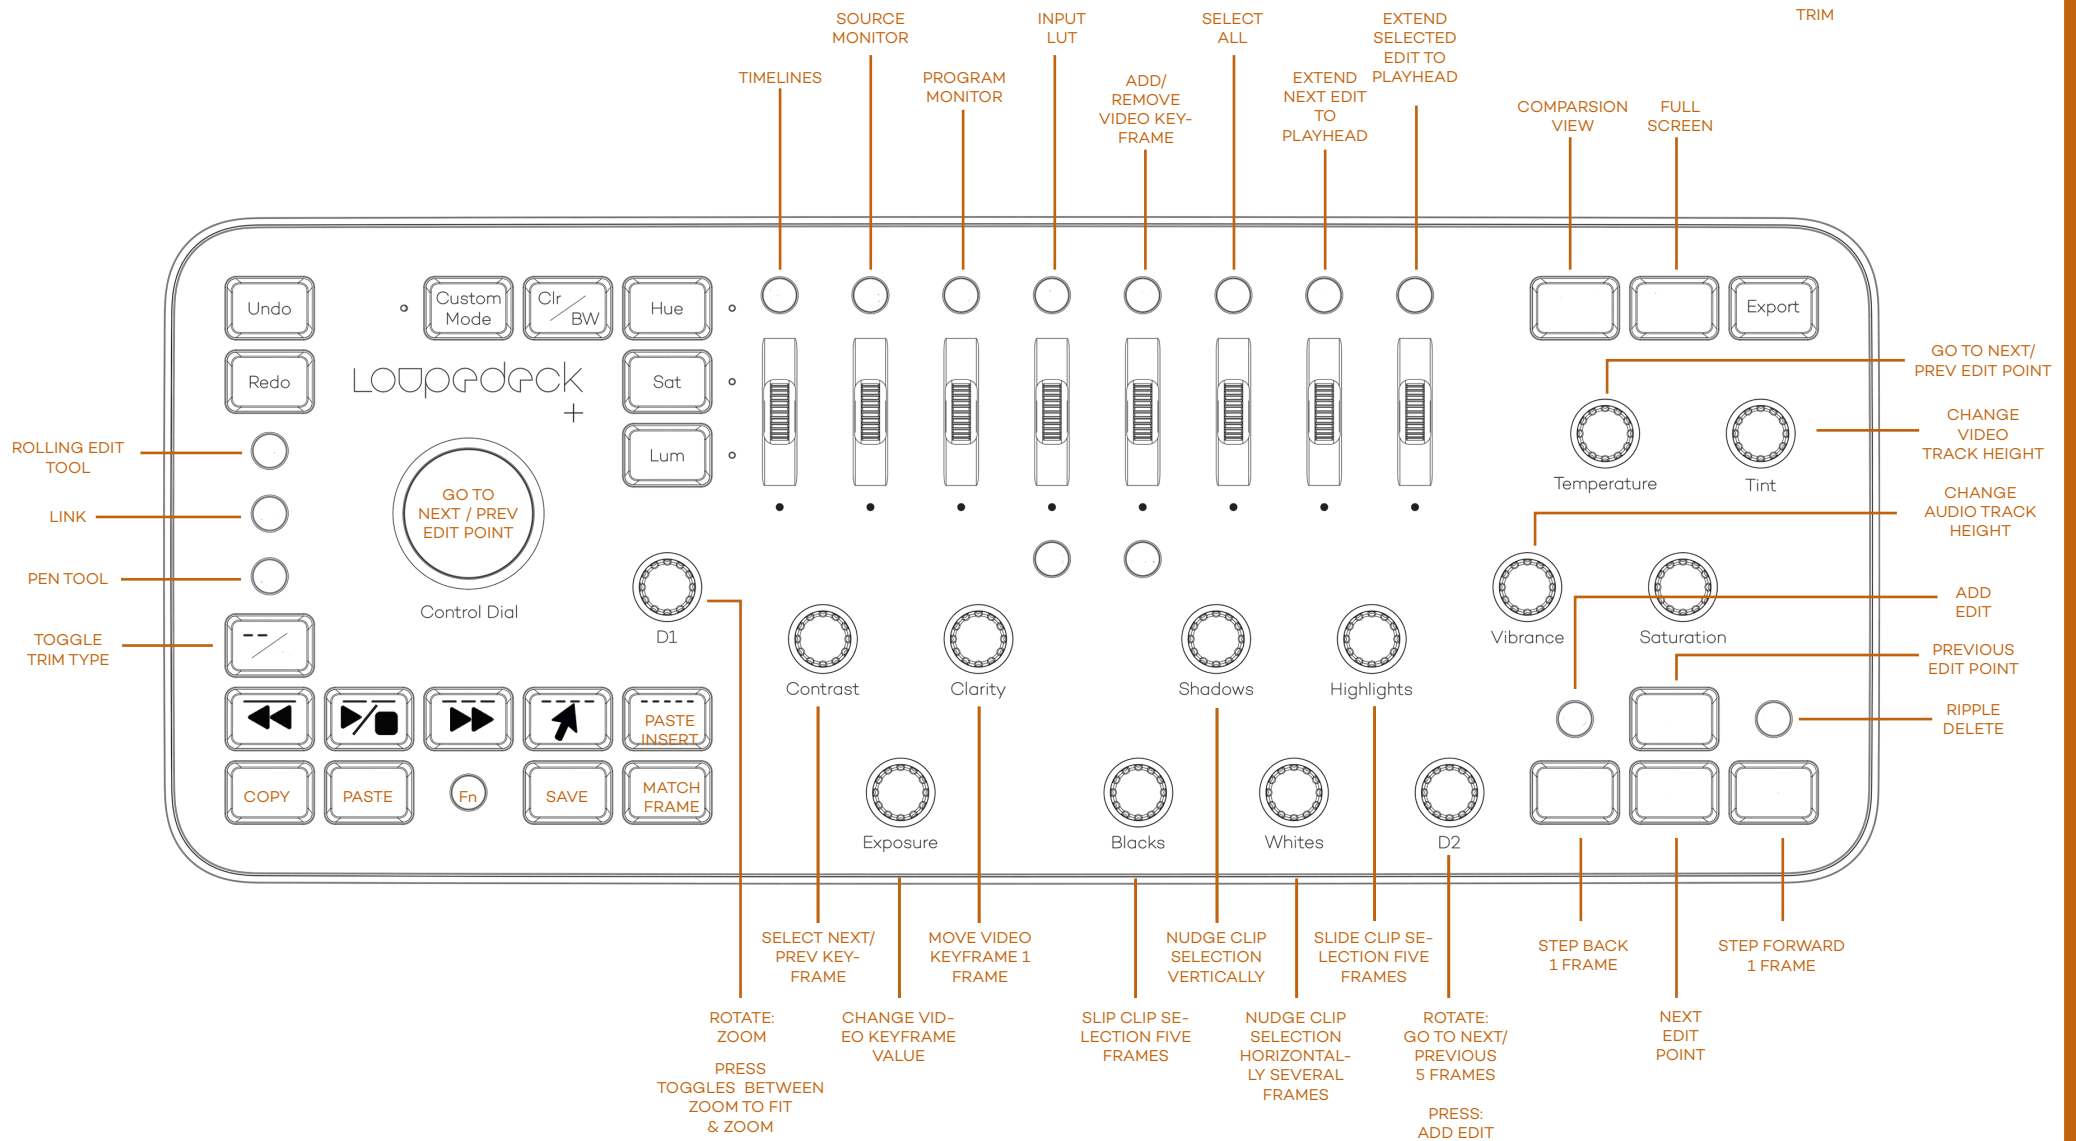 TRIM
SOURCE
MONITOR
INPUT
LUT
SELECT
ALL
EXTEND
SELECTED
EDIT TO
PLAYHEAD
TIMELINES
PROGRAM
MONITOR
ADD/
REMOVE
VIDEO KEY-
FRAME
EXTEND
NEXT EDIT
TO
PLAYHEAD
COMPARSION
VIEW
FULL
SCREEN
Undo
Custom
Mode
Clr
BW
Hue
Export
Redo
Loupedeck
+
Sat
Lum
GO TO NEXT/
PREV EDIT POINT
CHANGE
VIDEO
TRACK HEIGHT
Temperature
Tint
ROLLING EDIT
TOOL
LINK
PEN TOOL
TOGGLE
TRIM TYPE
GO TO
NEXT / PREV
EDIT POINT
Control Dial
D1
CHANGE
AUDIO TRACK
HEIGHT
Vibrance
Saturation
ADD
EDIT
PREVIOUS
EDIT POINT
RIPPLE
DELETE
Contrast
Clarity
Shadows
Highlights
PASTE
INSERT
COPY
PASTE
Fn
SAVE
MATCH
FRAME
Exposure
Blacks
Whites
D2
SELECT NEXT/
PREV KEY-
FRAME
MOVE VIDEO
KEYFRAME 1
FRAME
NUDGE CLIP
SELECTION
VERTICALLY
SLIDE CLIP SE-
LECTION FIVE
FRAMES
STEP BACK
1 FRAME
STEP FORWARD
1 FRAME
ROTATE:
ZOOM
PRESS
TOGGLES BETWEEN
ZOOM TO FIT
& ZOOM
CHANGE VID-
EO KEYFRAME
VALUE
SLIP CLIP SE-
LECTION FIVE
FRAMES
NUDGE CLIP
SELECTION
HORIZONTAL-
LY SEVERAL
FRAMES
ROTATE:
GO TO NEXT/
PREVIOUS
5 FRAMES
PRESS:
ADD EDIT
NEXT
EDIT
POINT